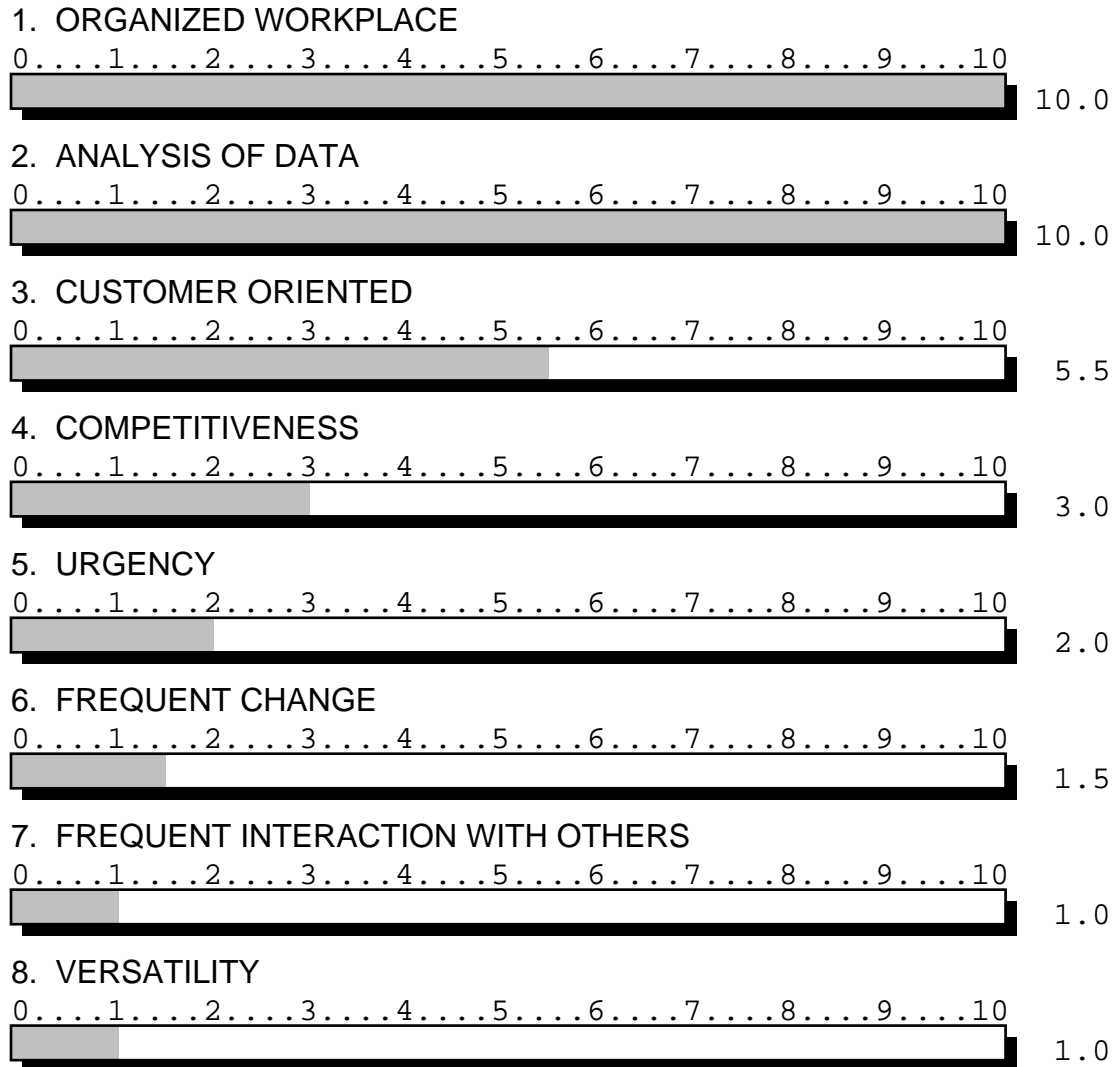 1. ORGANIZED WORKPLACE
0....1....2....3....4....5....6....7....8....9....10
10.0
2. ANALYSIS OF DATA
0....1....2....3....4....5....6....7....8....9....10
10.0
3. CUSTOMER ORIENTED
0....1....2....3....4....5....6....7....8....9....10
5.5
4. COMPETITIVENESS
0....1....2....3....4....5....6....7....8....9....10
3.0
5. URGENCY
0....1....2....3....4....5....6....7....8....9....10
2.0
6. FREQUENT CHANGE
0....1....2....3....4....5....6....7....8....9....10
1.5
7. FREQUENT INTERACTION WITH OTHERS
0....1....2....3....4....5....6....7....8....9....10
1.0
8. VERSATILITY
0....1....2....3....4....5....6....7....8....9....10
1.0